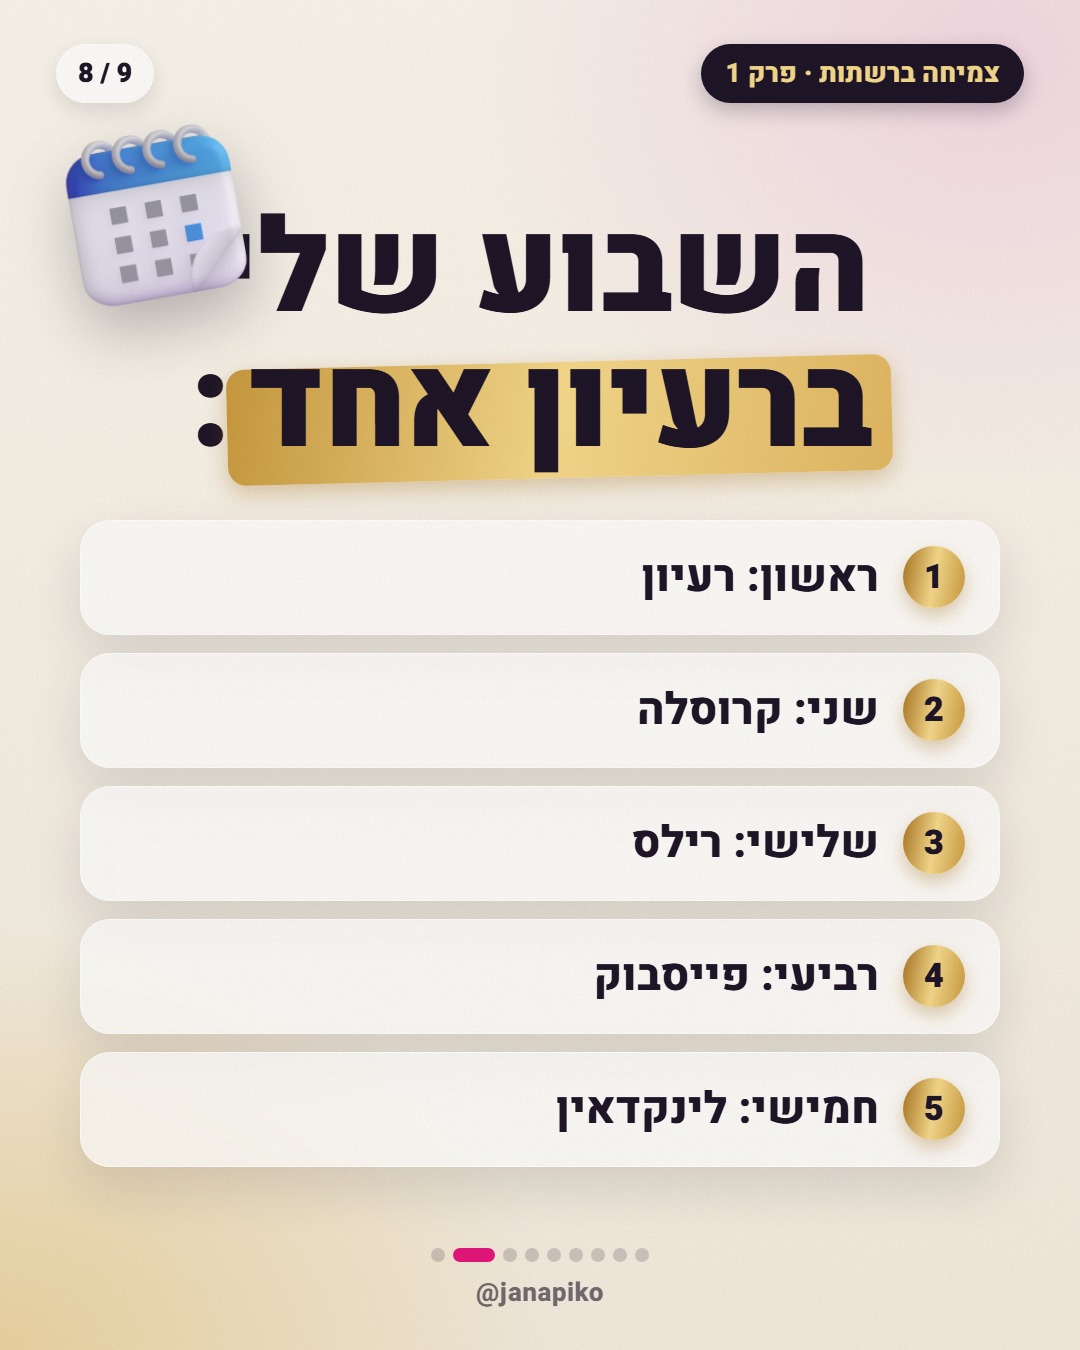 צמיחה ברשתות · פרק 1
8 / 9
השבוע שלי
ברעיון אחד:
1 ראשון: רעיון
2 שני: קרוסלה
3 שלישי: רילס
4 רביעי: פייסבוק
5 חמישי: לינקדאין
@janapiko